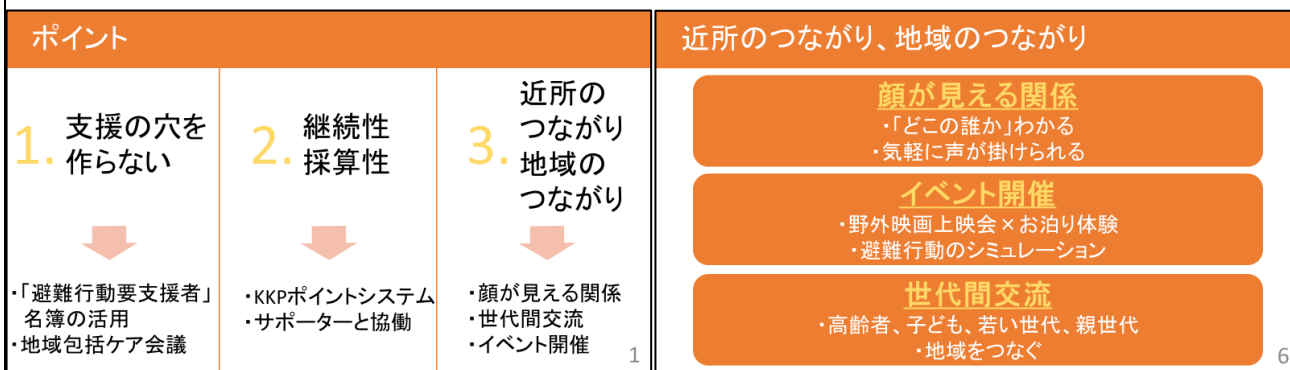 ポイント
1. 支援の穴を
作らない
・「避難行動要支援者」
名簿の活用
・地域包括ケア会議
2. 継続性
採算性
・KKPポイントシステム
・サポーターと協働
3. 近所の
つながり
地域の
つながり
・顔が見える関係
・世代間交流
・イベント開催
1
近所のつながり、地域のつながり
顔が見える関係
・「どこの誰か」わかる
・気軽に声が掛けられる
イベント開催
・野外映画上映会×お泊り体験
・避難行動のシミュレーション
世代間交流
・高齢者、子ども、若い世代、親世代
・地域をつなぐ
6